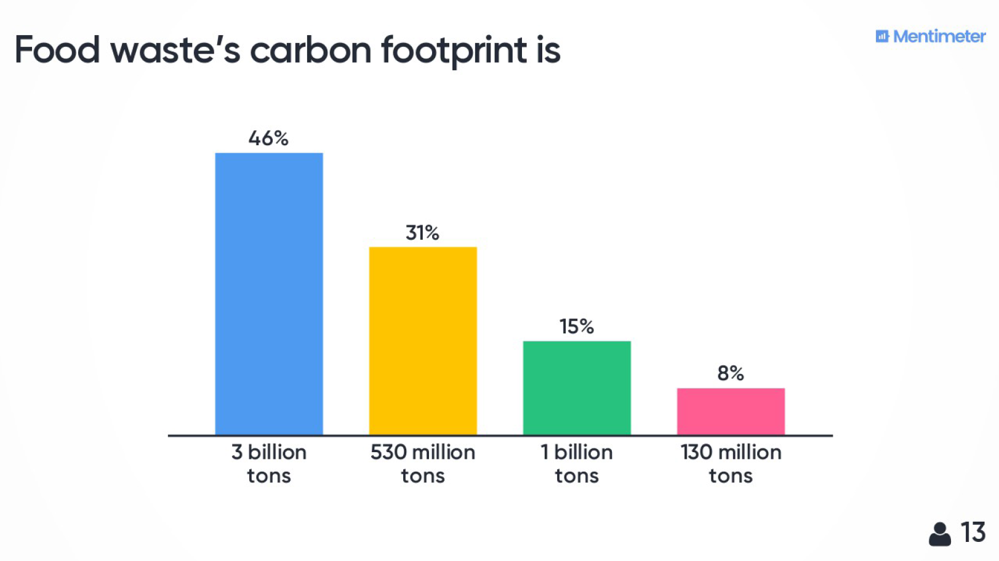 Food waste's carbon footprint is
Mentimeter
46%
31%
15%
8%
3 billion
tons
530 million
tons
1 billion
tons
130 million
tons
13